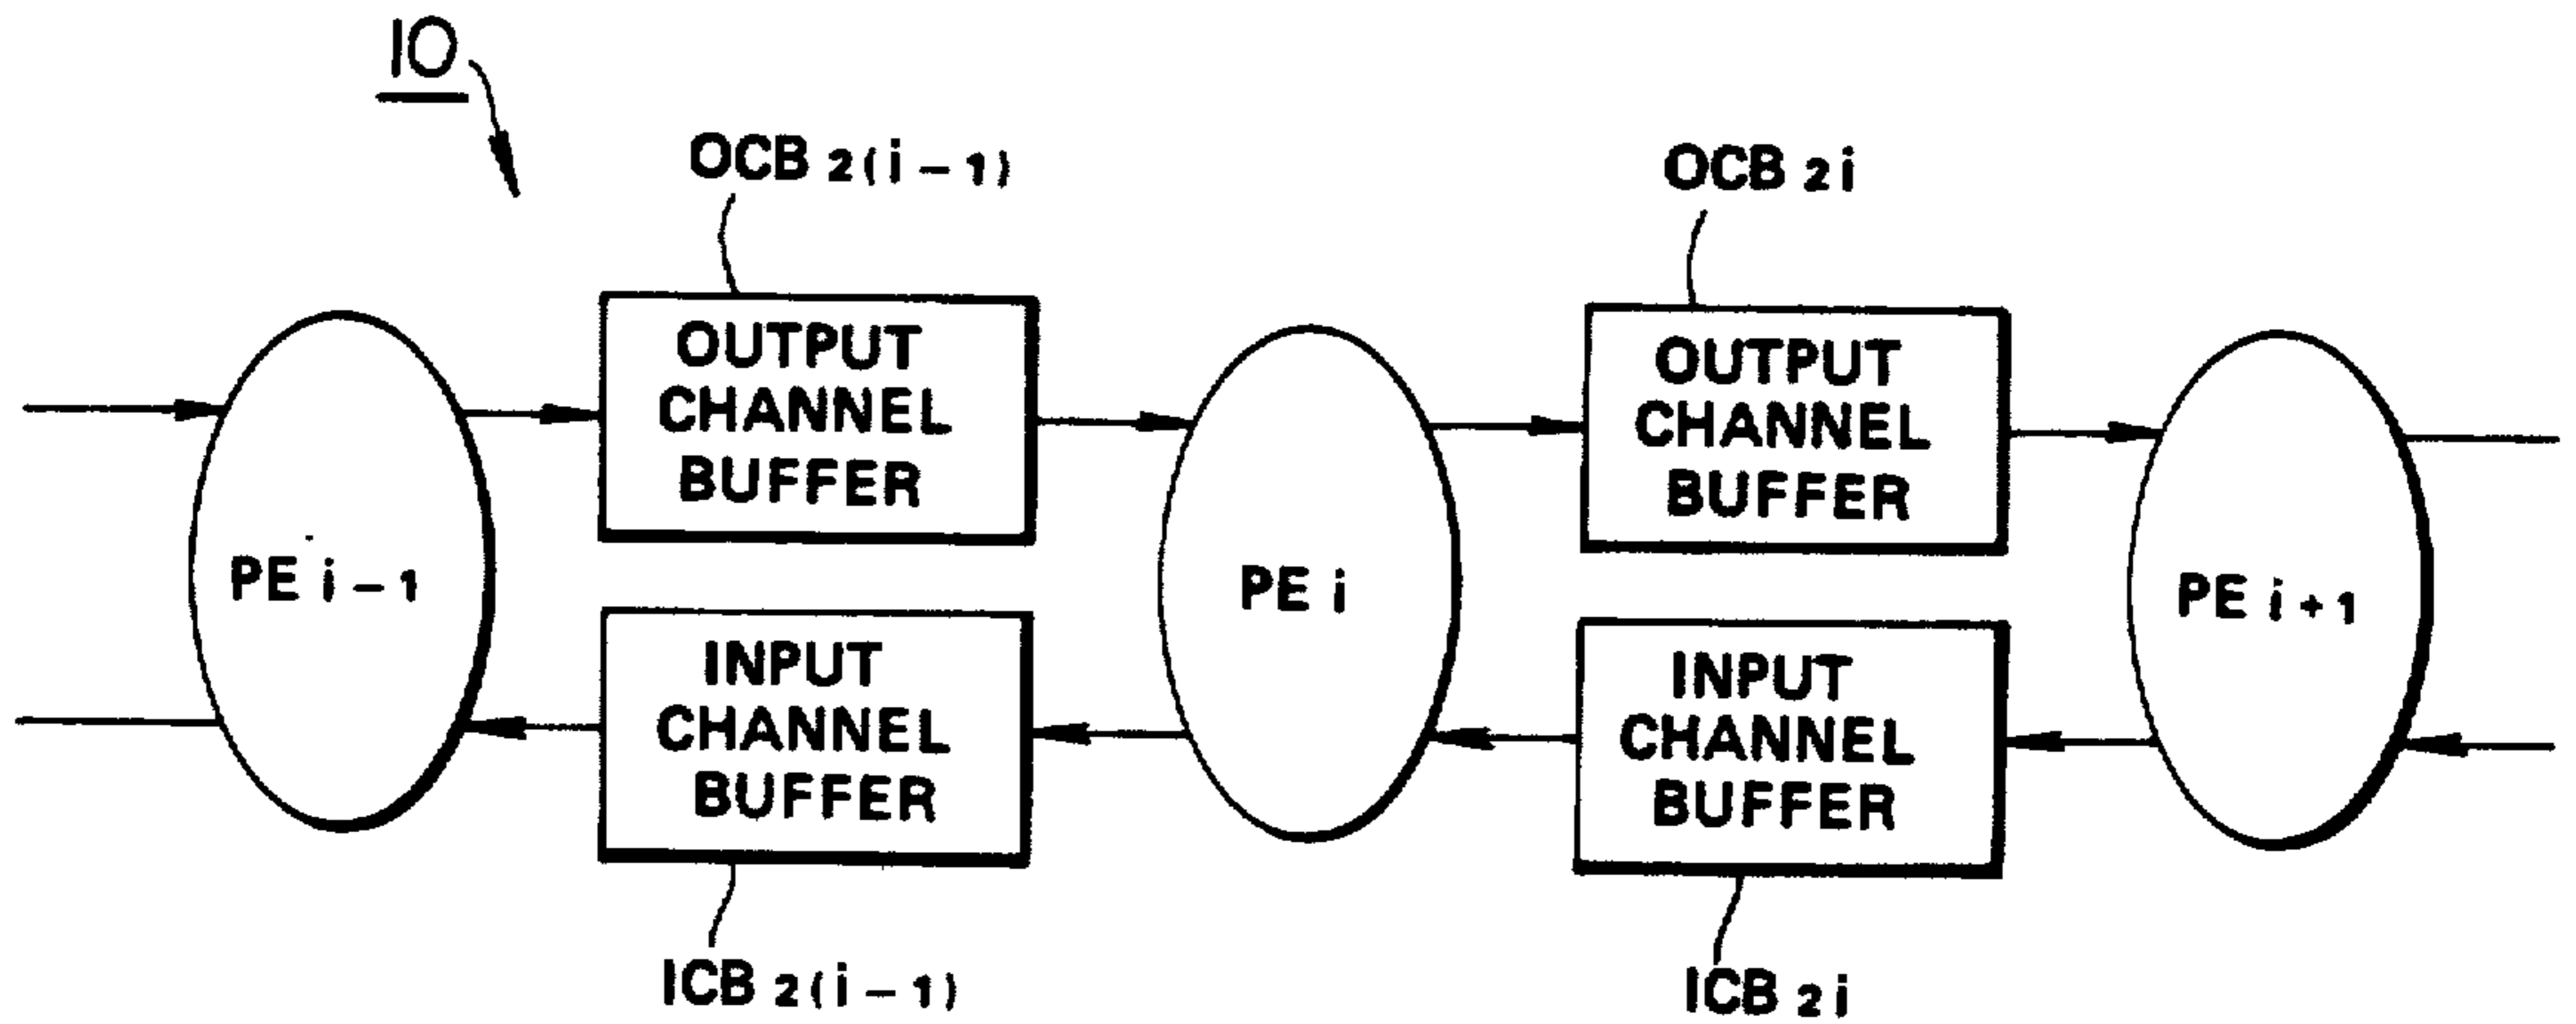 10
OCB 2(i-1)
OCB 2i
OUTPUT
CHANNEL
BUFFER
OUTPUT
CHANNEL
BUFFER
PE i-1
PE i
PE i+1
INPUT
CHANNEL
BUFFER
INPUT
CHANNEL
BUFFER
ICB 2(i-1)
ICB 2i